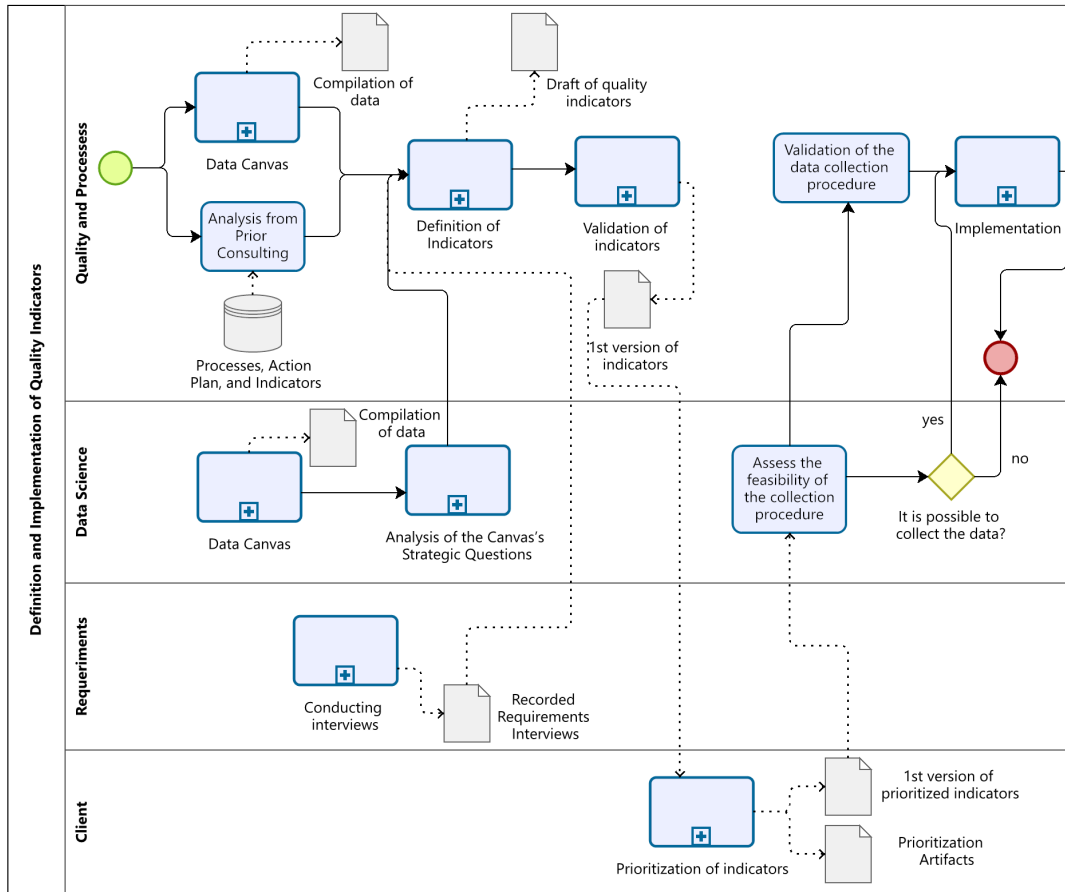 Definition and Implementation of Quality Indicators
Quality and Processess
Compilation of
data
Data Canvas
Analysis from
Prior
Consulting
Processes, Action
Plan, and Indicators
Draft of quality
indicators
Definition of
Indicators
Validation of
indicators
1st version of
indicators
Validation of the
data collection
procedure
Implementation
Data Science
Compilation
of data
Data Canvas
Analysis of the Canvas's
Strategic Questions
Assess the
feasibility of
the collection
procedure
yes
no
It is possible to
collect the data?
Requeriments
Conducting
interviews
Recorded
Requirements
Interviews
Client
Prioritization of indicators
1st version of
prioritized indicators
Prioritization
Artifacts